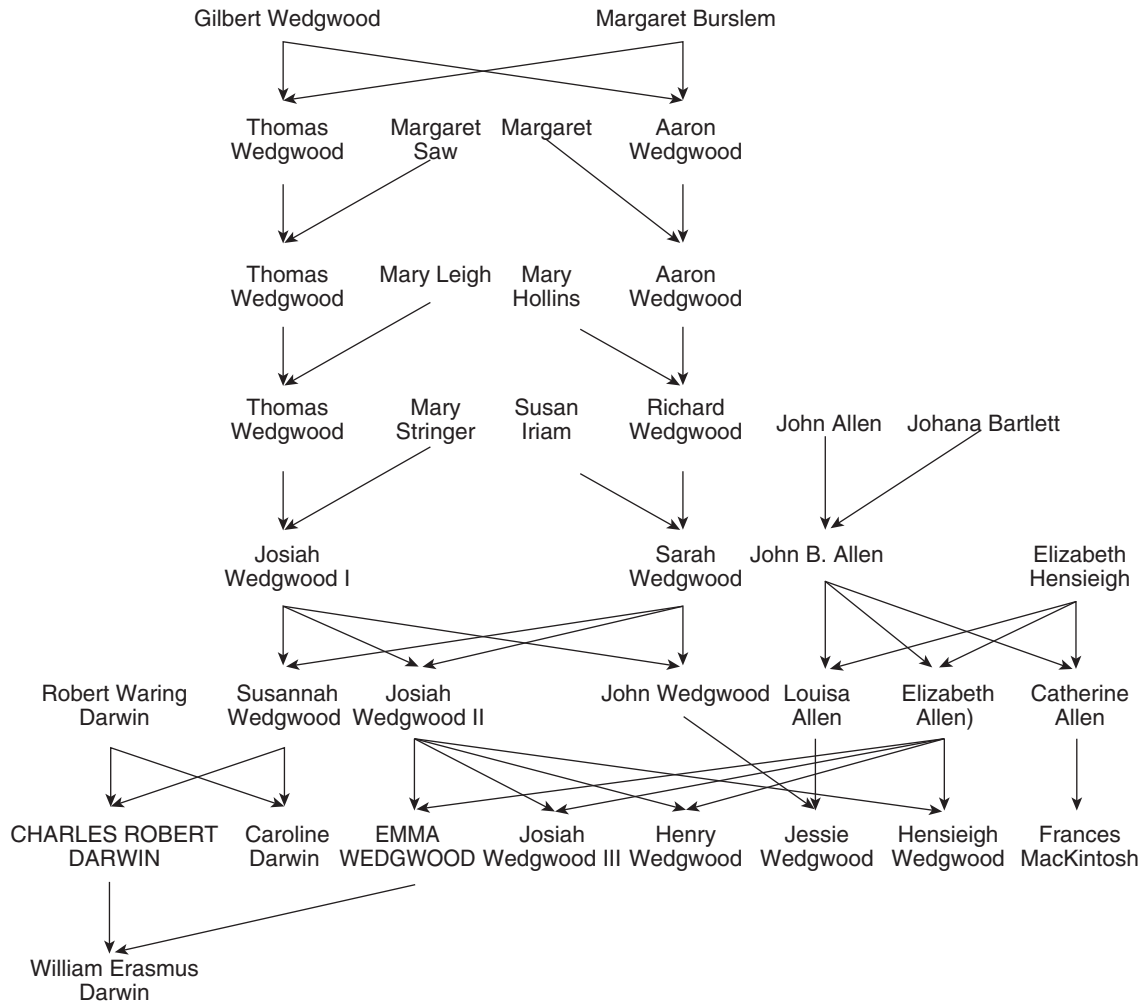 Gilbert Wedgwood
Margaret Burslem
Thomas
Wedgwood
Margaret
Saw
Margaret
Aaron
Wedgwood
Thomas
Wedgwood
Mary Leigh
Mary
Hollins
Aaron
Wedgwood
Thomas
Wedgwood
Mary
Stringer
Susan
Iriam
Richard
Wedgwood
John Allen
Johana Bartlett
Josiah
Wedgwood I
Sarah
Wedgwood
John B. Allen
Elizabeth
Hensieigh
Robert Waring
Darwin
Susannah
Wedgwood
Josiah
Wedgwood II
John Wedgwood
Louisa
Allen
Elizabeth
Allen)
Catherine
Allen
CHARLES ROBERT
DARWIN
Caroline
Darwin
EMMA
WEDGWOOD
Josiah
Wedgwood III
Henry
Wedgwood
Jessie
Wedgwood
Hensieigh
Wedgwood
Frances
MacKintosh
William Erasmus
Darwin